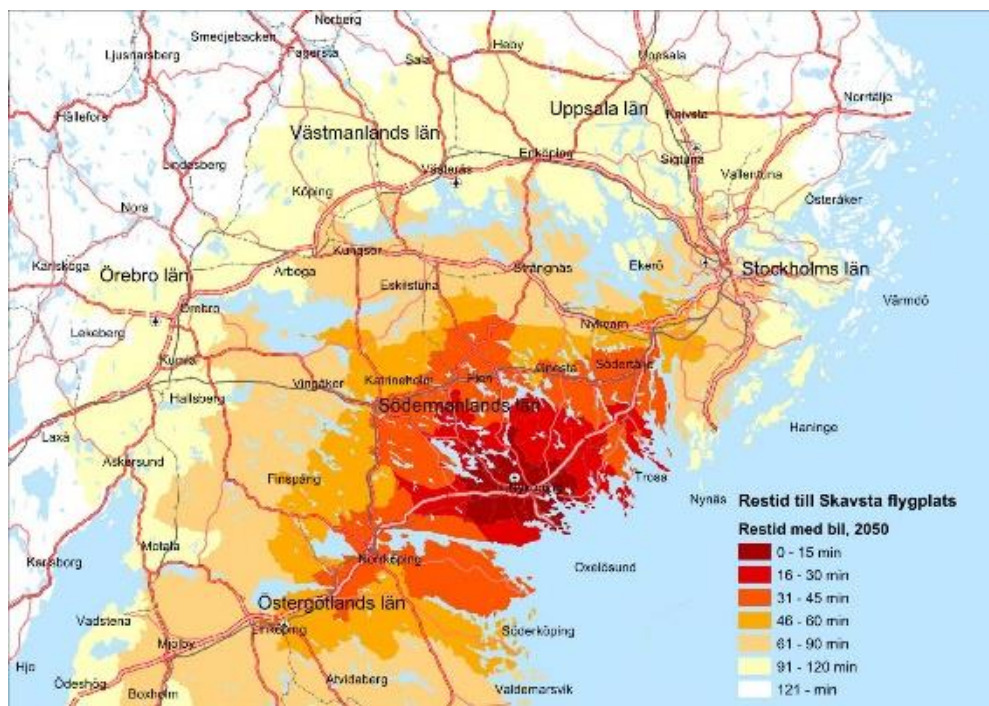 Norberg
Smedjebacken
Ljusnarsberg
Fagersta
Heby
Sala
Uppsala
Norrtälje
Uppsala län
Hällefors
Knivsta
Västmanlands län
Enköping
Sigtuna
Lindesberg
Västerås
Vallentuna
Köping
Österåker
Nora
Kungsör
Karlskoga
Strängnäs
Ekerö
Stockholms län
Arboga
Örebro län
Eskilstuna
Värmdö
Örebro
Lekeberg
Nykvarn
Kumla
Gnesta
Södertälje
Vingåker
Katrineholm
Flen
Hallsberg
Södermanlands län
Haninge
Laxå
Askersund
Finspång
Trosa
Nynäs
Restid till Skavsta flygplats
Restid med bil, 2050
0 - 15 min
16 - 30 min
31 - 45 min
46 - 60 min
61 - 90 min
91 - 120 min
121 - min
Motala
Norrköping
Karlsborg
Oxelösund
Östergötlands län
Vadstena
Linköping
Söderköping
Mjölby
Hjo
Ödeshög
Åtvidaberg
Boxholm
Valdemarsvik